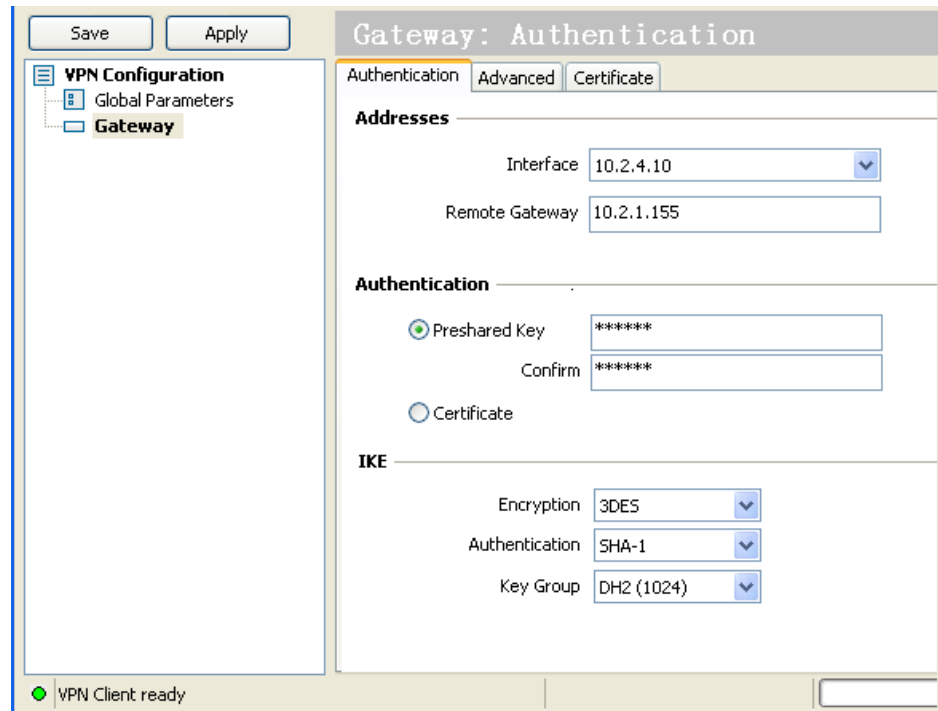 Save
Apply
Gateway: Authentication
VPN Configuration
Global Parameters
Gateway
Authentication
Advanced
Certificate
Addresses
Interface 10.2.4.10
Remote Gateway 10.2.1.155
Authentication
Preshared Key ******
Confirm ******
Certificate
IKE
Encryption 3DES
Authentication SHA-1
Key Group DH2 (1024)
VPN Client ready